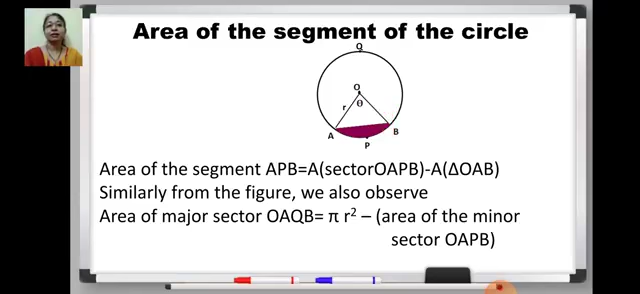 Area of the segment of the circle
Q
O
θ
r
A
B
P
Area of the segment APB=A(sectorOAPB)-A(ΔOAB)
Similarly from the figure, we also observe
Area of major sector OAQB= π r² – (area of the minor
sector OAPB)